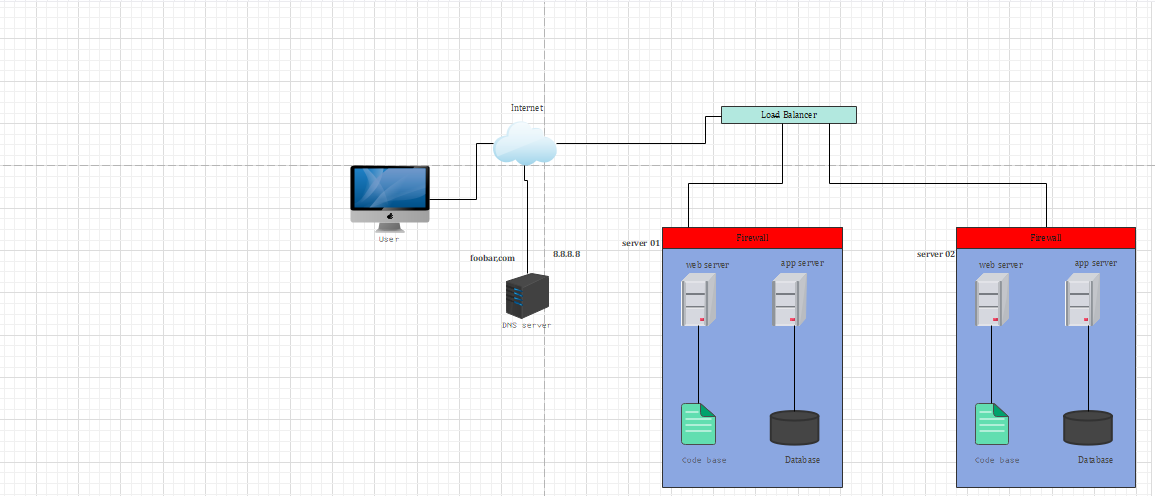 Internet
Load Balancer
User
foobar,com
8.8.8.8
DNS server
server 01
Firewall
web server
app server
Code base
Database
server 02
Firewall
web server
app server
Code base
Database